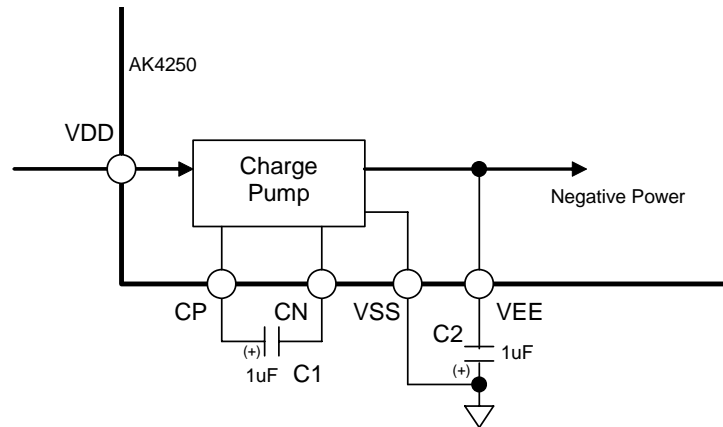 AK4250
VDD
Charge
Pump
Negative Power
CP
CN
VSS
VEE
(+)
1uF
C1
C2
1uF
(+)